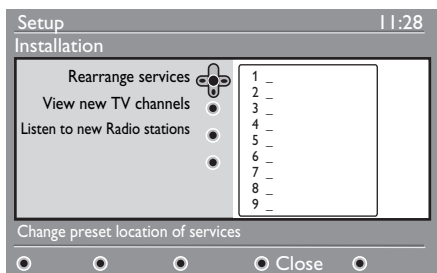 Setup 11:28
Installation
Rearrange services
View new TV channels
Listen to new Radio stations
1 _
2 _
3 _
4 _
5 _
6 _
7 _
8 _
9 _
Change preset location of services
Close